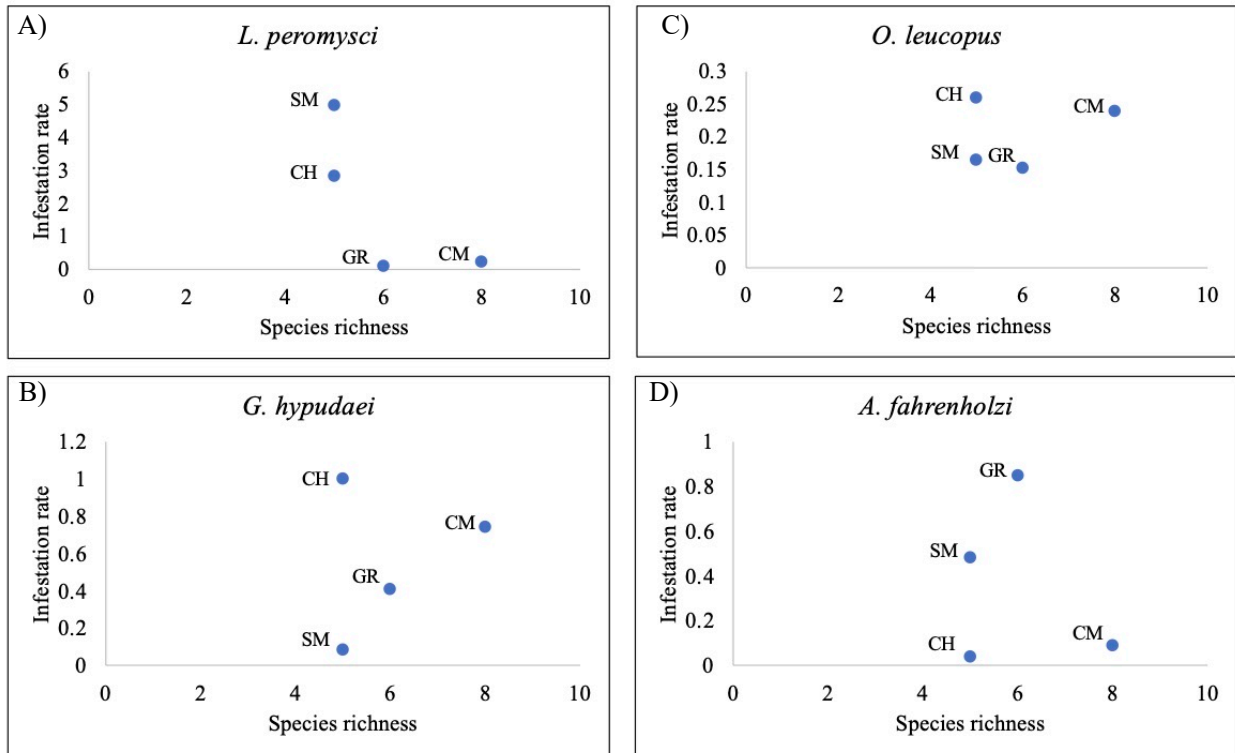 A)
L. peromysci
Infestation rate
6
5
4
3
2
1
0
SM
CH
GR
CM
0 2 4 6 8 10
Species richness
C)
O. leucopus
Infestation rate
0.3
0.25
0.2
0.15
0.1
0.05
0
CH
CM
SM
GR
0 2 4 6 8 10
Species richness
B)
G. hypudaei
Infestation rate
1.2
1
0.8
0.6
0.4
0.2
0
CH
CM
GR
SM
0 2 4 6 8 10
Species richness
D)
A. fahrenholzi
Infestation rate
1
0.8
0.6
0.4
0.2
0
GR
SM
CH
CM
0 2 4 6 8 10
Species richness